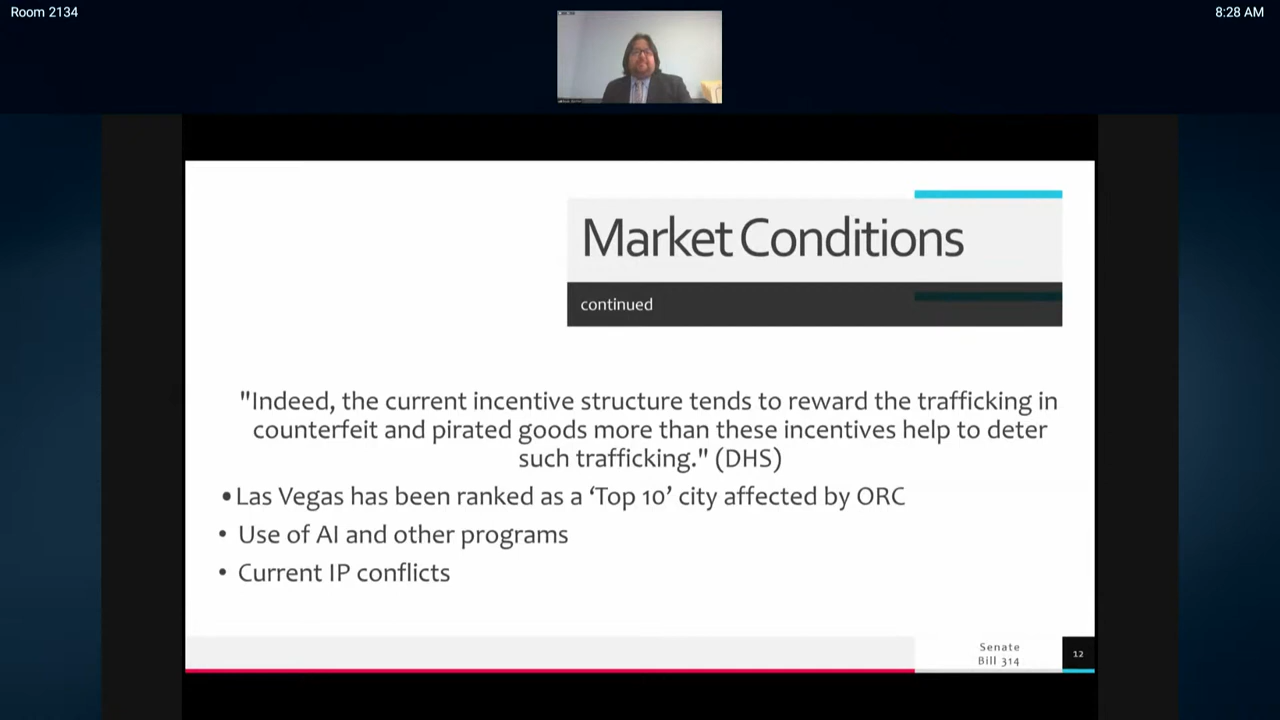 Room 2134
8:28 AM
Market Conditions
continued
"Indeed, the current incentive structure tends to reward the trafficking in
counterfeit and pirated goods more than these incentives help to deter
such trafficking." (DHS)
•Las Vegas has been ranked as a ‘Top 10’ city affected by ORC
• Use of AI and other programs
• Current IP conflicts
Senate
Bill 314
12